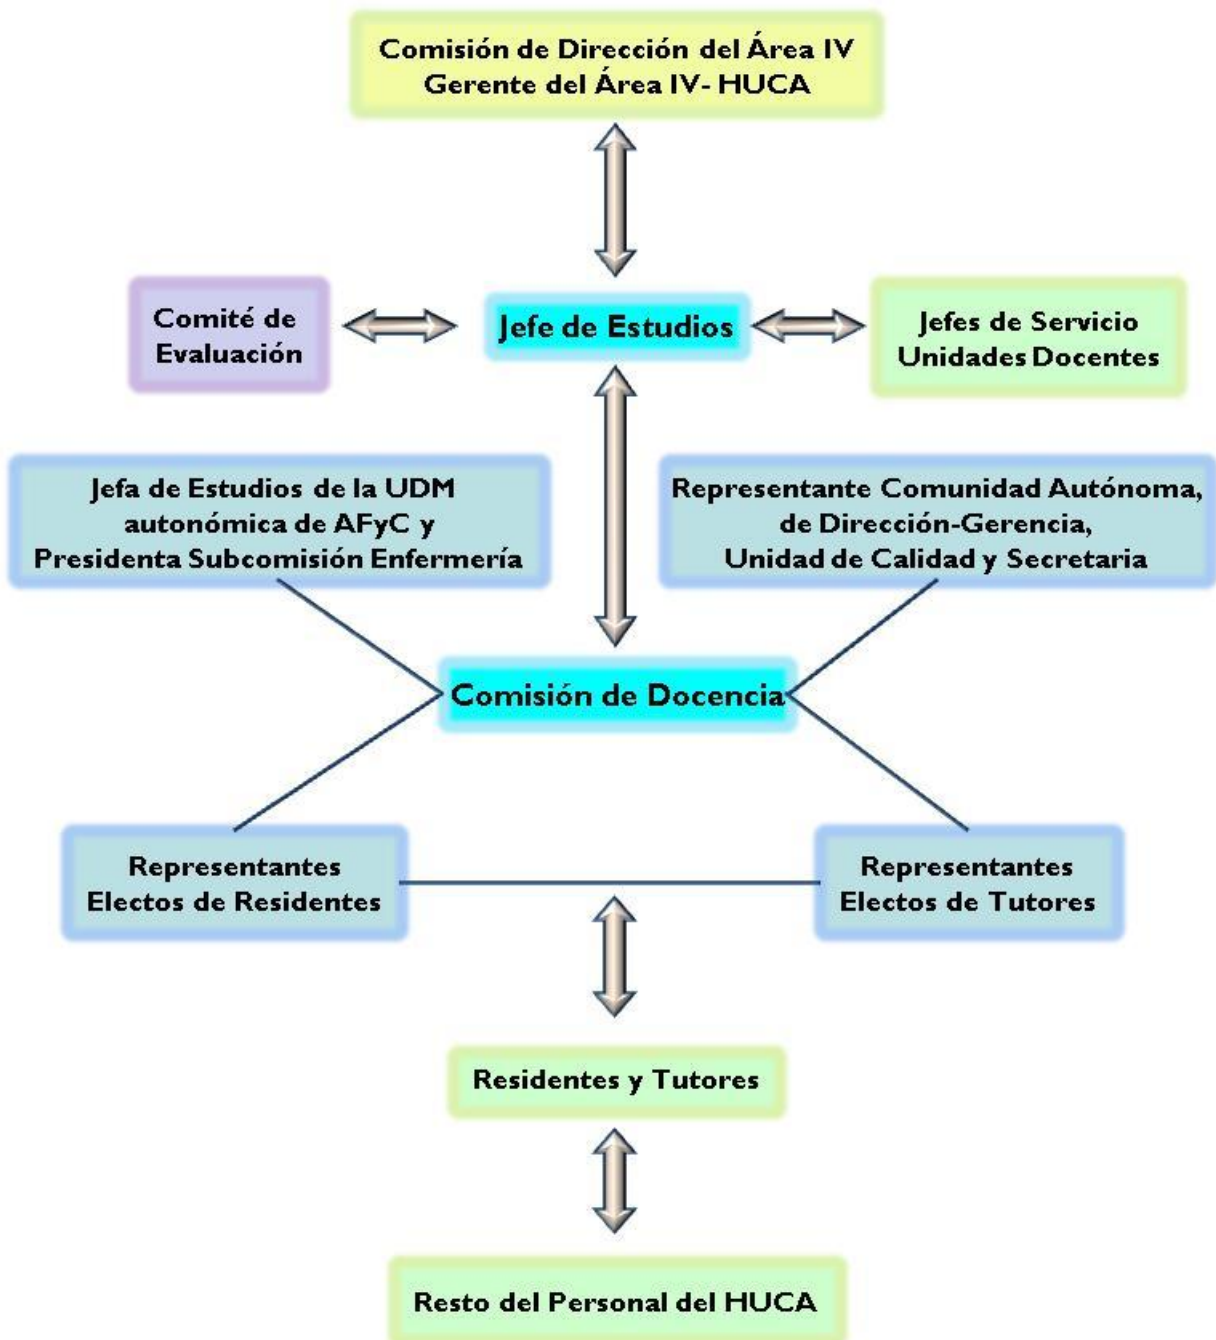 Comisión de Dirección del Área IV
Gerente del Área IV- HUCA
Comité de
Evaluación
Jefe de Estudios
Jefes de Servicio
Unidades Docentes
Jefa de Estudios de la UDM
autonómica de AFyC y
Presidenta Subcomisión Enfermería
Representante Comunidad Autónoma,
de Dirección-Gerencia,
Unidad de Calidad y Secretaria
Comisión de Docencia
Representantes
Electos de Residentes
Representantes
Electos de Tutores
Residentes y Tutores
Resto del Personal del HUCA